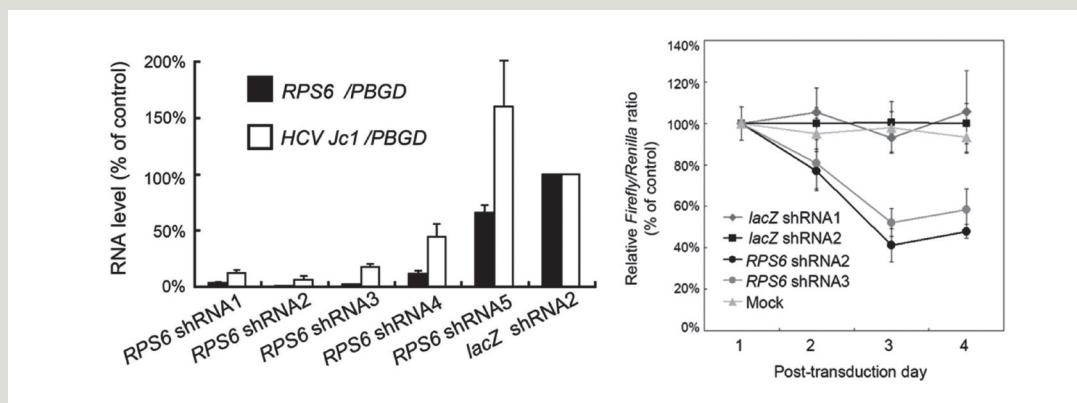 200%
150%
100%
50%
0%
RNA level (% of control)
RPS6 /PBGD
HCV Jc1/PBGD
RPS6 shRNA1
RPS6 shRNA2
RPS6 shRNA3
RPS6 shRNA4
RPS6 shRNA5
lacZ shRNA2
140%
120%
100%
80%
60%
40%
20%
0%
Relative Firefly/Renilla ratio
(% of control)
lacZ shRNA1
lacZ shRNA2
RPS6 shRNA2
RPS6 shRNA3
Mock
1 2 3 4
Post-transduction day